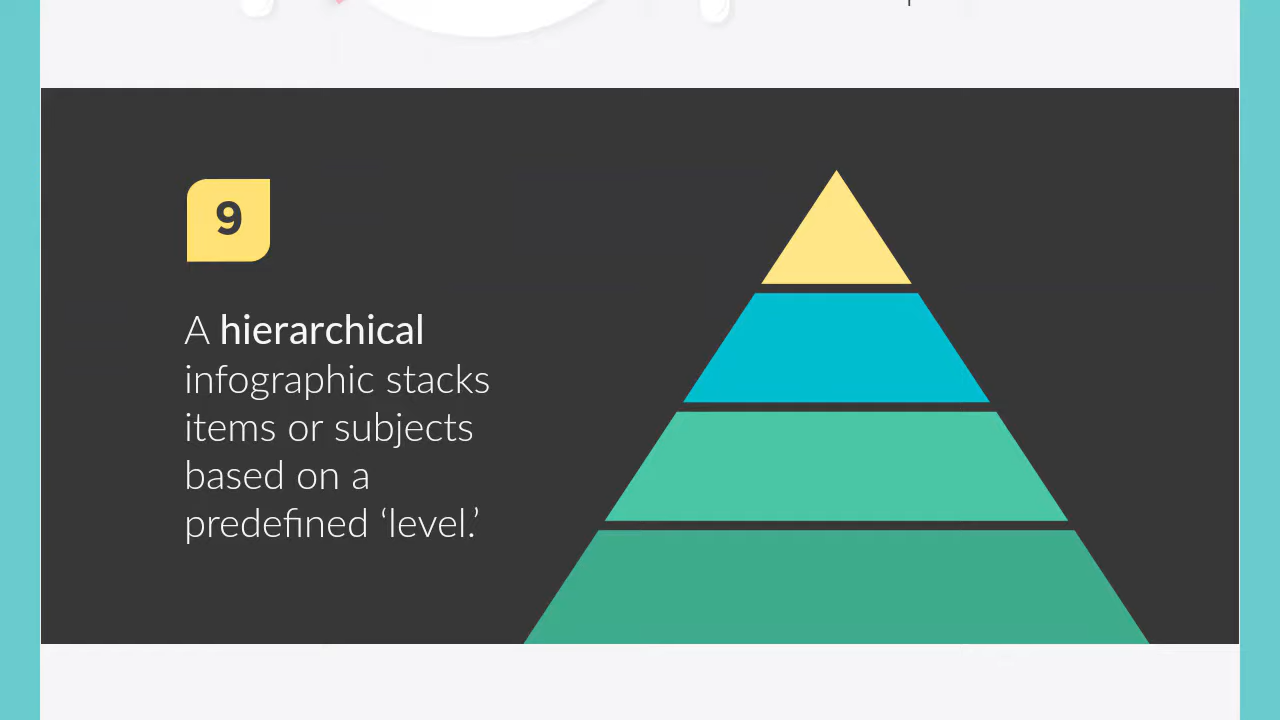 9
A hierarchical
infographic stacks
items or subjects
based on a
predefined ‘level.’